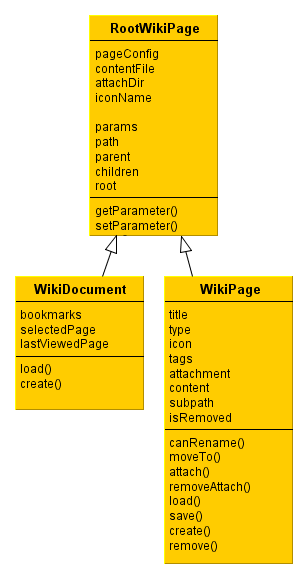 RootWikiPage
pageConfig
contentFile
attachDir
iconName
params
path
parent
children
root
getParameter()
setParameter()
WikiDocument
bookmarks
selectedPage
lastViewedPage
load()
create()
WikiPage
title
type
icon
tags
attachment
content
subpath
isRemoved
canRename()
moveTo()
attach()
removeAttach()
load()
save()
create()
remove()